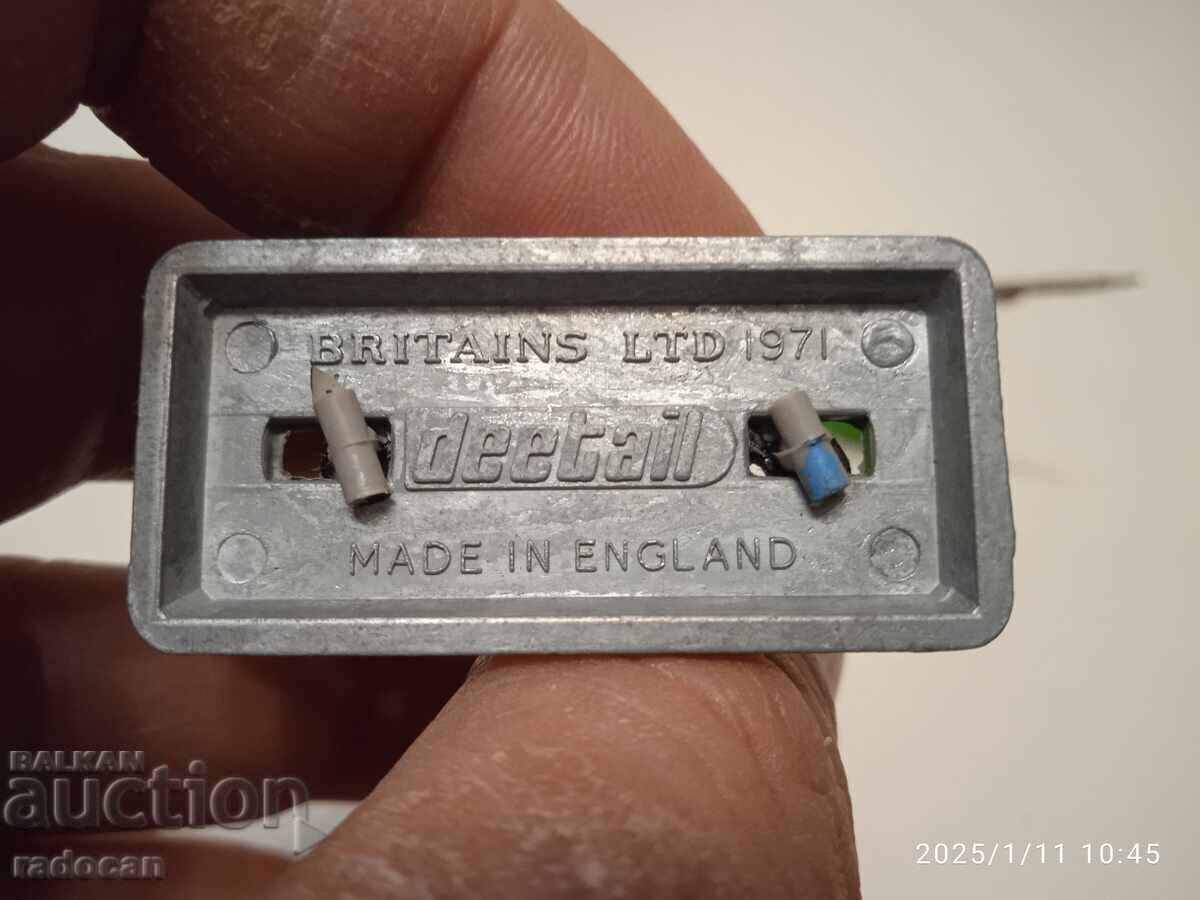 BRITAINS LTD 1971
deetail
MADE IN ENGLAND
BALKAN
auction
radocan
2025/1/11 10:45